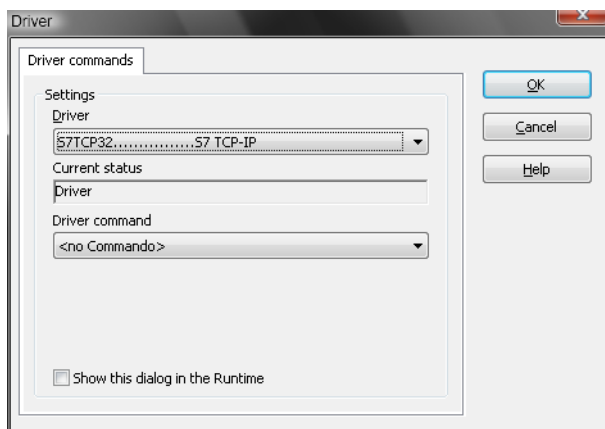 Driver
Driver commands
OK
Settings
Driver
S7TCP32................S7 TCP-IP
Cancel
Current status
Driver
Help
Driver command
<no Commando>
Show this dialog in the Runtime